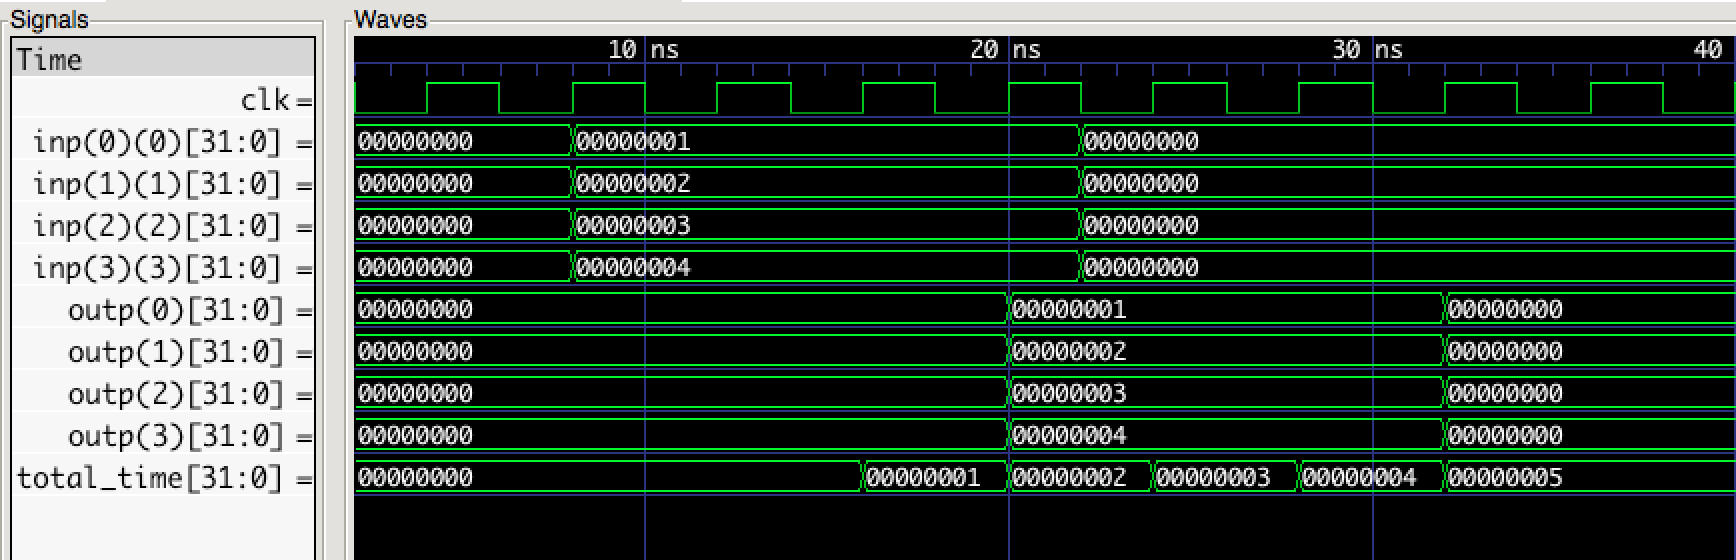 Signals Waves
Time 10 ns 20 ns 30 ns 40
clk=
inp(0)(0)[31:0] = 00000000 00000001 00000000
inp(1)(1)[31:0] = 00000000 00000002 00000000
inp(2)(2)[31:0] = 00000000 00000003 00000000
inp(3)(3)[31:0] = 00000000 00000004 00000000
outp(0)[31:0] = 00000000 00000001 00000000
outp(1)[31:0] = 00000000 00000002 00000000
outp(2)[31:0] = 00000000 00000003 00000000
outp(3)[31:0] = 00000000 00000004 00000000
total_time[31:0] = 00000000 00000001 00000002 00000003 00000004 00000005